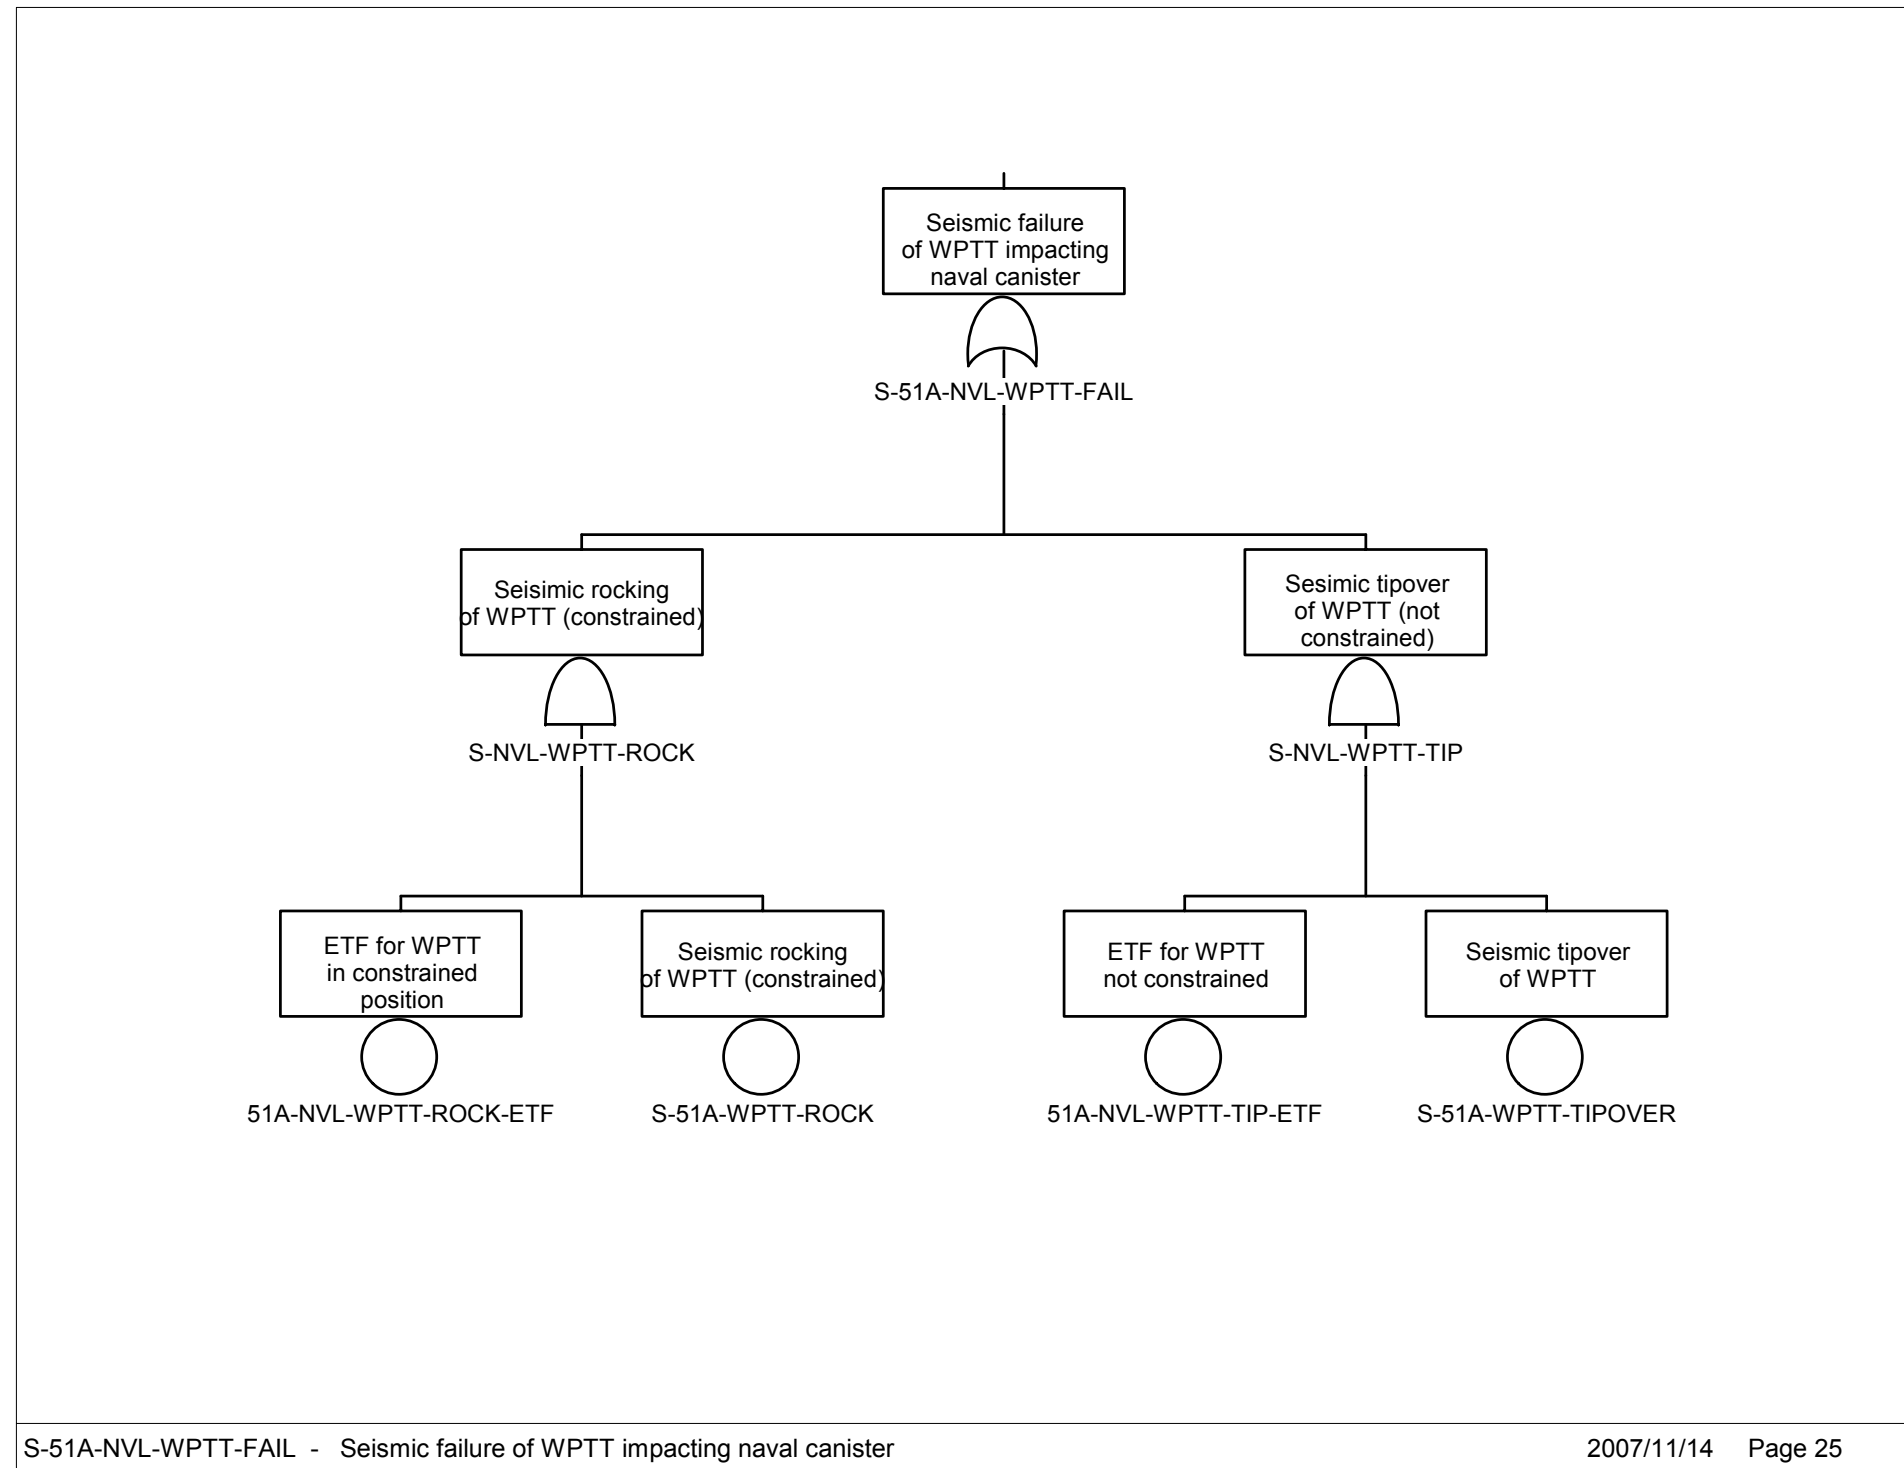 Seismic failure
of WPTT impacting
naval canister
S-51A-NVL-WPTT-FAIL
Seisimic rocking
of WPTT (constrained)
S-NVL-WPTT-ROCK
Sesimic tipover
of WPTT (not
constrained)
S-NVL-WPTT-TIP
ETF for WPTT
in constrained
position
51A-NVL-WPTT-ROCK-ETF
Seismic rocking
of WPTT (constrained)
S-51A-WPTT-ROCK
ETF for WPTT
not constrained
51A-NVL-WPTT-TIP-ETF
Seismic tipover
of WPTT
S-51A-WPTT-TIPOVER
S-51A-NVL-WPTT-FAIL - Seismic failure of WPTT impacting naval canister 2007/11/14 Page 25